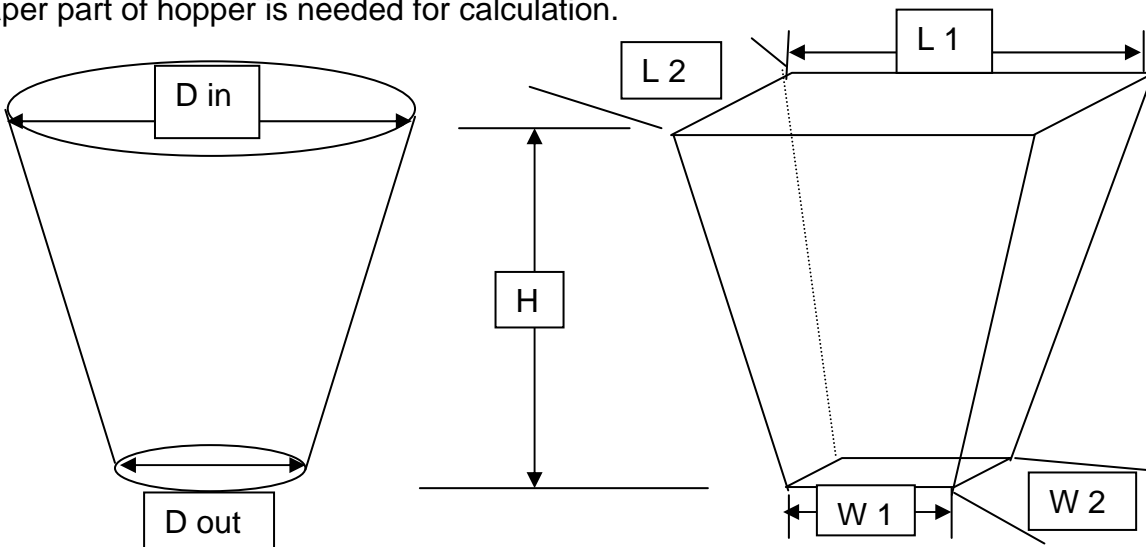 per part of hopper is needed for calculation.
L 1
L 2
D in
H
W 1
W 2
D out